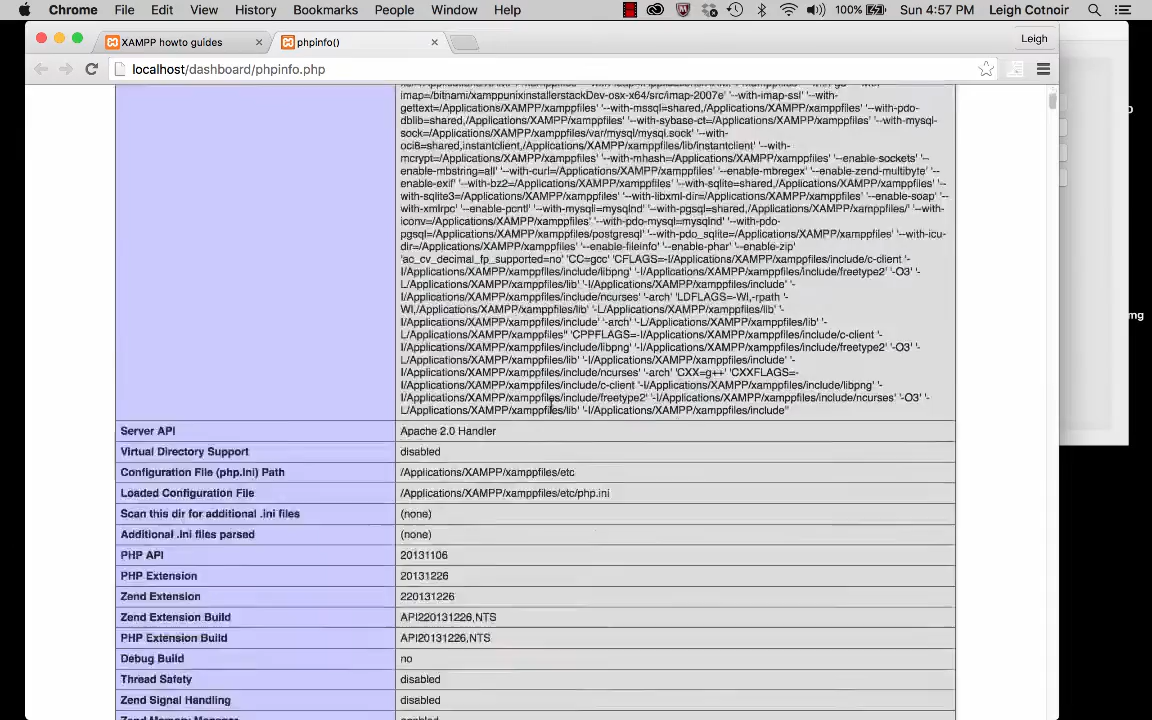 Chrome File Edit View History Bookmarks People Window Help 100% Sun 4:57 PM Leigh Cotnoir
XAMPP howto guides phpinfo() Leigh
localhost/dashboard/phpinfo.php
imap=/bitnami/xamppunixinstallerstackDev-osx-x64/src/imap-2007e' '--with-imap-ssl' '--with-
gettext=/Applications/XAMPP/xamppfiles' '--with-mssql=shared,/Applications/XAMPP/xamppfiles' '--with-pdo-
dblib=shared,/Applications/XAMPP/xamppfiles' '--with-sybase-ct=/Applications/XAMPP/xamppfiles' '--with-mysql-
sock=/Applications/XAMPP/xamppfiles/var/mysql/mysql.sock' '--with-
oci8=shared,instantclient,/Applications/XAMPP/xamppfiles/lib/instantclient' '--with-
mcrypt=/Applications/XAMPP/xamppfiles' '--with-mhash=/Applications/XAMPP/xamppfiles' '--enable-sockets' '--
enable-mbstring=all' '--with-curl=/Applications/XAMPP/xamppfiles' '--enable-mbregex' '--enable-zend-multibyte' '--
enable-exif' '--with-bz2=/Applications/XAMPP/xamppfiles' '--with-sqlite=shared,/Applications/XAMPP/xamppfiles' '--
with-sqlite3=/Applications/XAMPP/xamppfiles' '--with-libxml-dir=/Applications/XAMPP/xamppfiles' '--enable-soap' '--
with-xmlrpc' '--enable-pcntl' '--with-mysqli=mysqlnd' '--with-pgsql=shared,/Applications/XAMPP/xamppfiles/' '--with-
iconv=/Applications/XAMPP/xamppfiles' '--with-pdo-mysql=mysqlnd' '--with-pdo-
pgsql=/Applications/XAMPP/xamppfiles/postgresql' '--with-pdo_sqlite=/Applications/XAMPP/xamppfiles' '--with-icu-
dir=/Applications/XAMPP/xamppfiles' '--enable-fileinfo' '--enable-phar' '--enable-zip'
'ac_cv_decimal_fp_supported=no' 'CC=gcc' 'CFLAGS=-I/Applications/XAMPP/xamppfiles/include/c-client '-
I/Applications/XAMPP/xamppfiles/include/libpng' '-I/Applications/XAMPP/xamppfiles/include/freetype2' '-O3' '-
L/Applications/XAMPP/xamppfiles/lib' '-I/Applications/XAMPP/xamppfiles/include' '-
I/Applications/XAMPP/xamppfiles/include/ncurses' '-arch' 'LDFLAGS=-Wl,-rpath '-
Wl,/Applications/XAMPP/xamppfiles/lib' '-L/Applications/XAMPP/xamppfiles/lib' '-
I/Applications/XAMPP/xamppfiles/include' '-arch' '-L/Applications/XAMPP/xamppfiles/lib' '-
L/Applications/XAMPP/xamppfiles'' 'CPPFLAGS=-I/Applications/XAMPP/xamppfiles/include/c-client '-
I/Applications/XAMPP/xamppfiles/include/libpng' '-I/Applications/XAMPP/xamppfiles/include/freetype2' '-O3' '-
L/Applications/XAMPP/xamppfiles/lib' '-I/Applications/XAMPP/xamppfiles/include' '-
I/Applications/XAMPP/xamppfiles/include/ncurses' '-arch' 'CXX=g++' 'CXXFLAGS=-
I/Applications/XAMPP/xamppfiles/include/c-client '-I/Applications/XAMPP/xamppfiles/include/libpng' '-
I/Applications/XAMPP/xamppfiles/include/freetype2' '-I/Applications/XAMPP/xamppfiles/include/ncurses' '-O3' '-
L/Applications/XAMPP/xamppfiles/lib' '-I/Applications/XAMPP/xamppfiles/include''
Server API Apache 2.0 Handler
Virtual Directory Support disabled
Configuration File (php.ini) Path /Applications/XAMPP/xamppfiles/etc
Loaded Configuration File /Applications/XAMPP/xamppfiles/etc/php.ini
Scan this dir for additional .ini files (none)
Additional .ini files parsed (none)
PHP API 20131106
PHP Extension 20131226
Zend Extension 220131226
Zend Extension Build API220131226,NTS
PHP Extension Build API20131226,NTS
Debug Build no
Thread Safety disabled
Zend Signal Handling disabled
Zend Memory Manager enabled